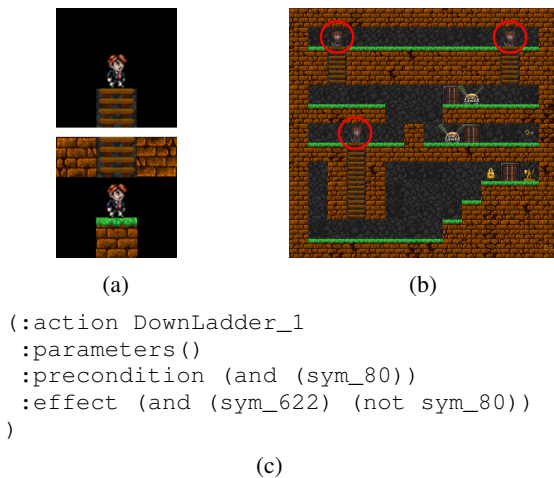 (a)
(b)
(:action DownLadder_1
:parameters()
:precondition (and (sym_80))
:effect (and (sym_622) (not sym_80))
)
(c)